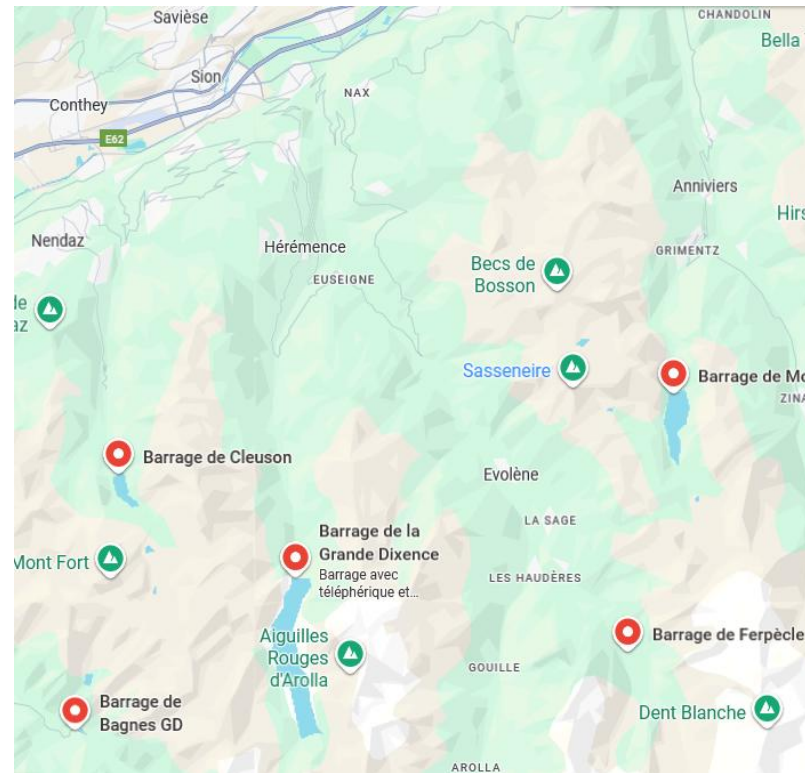 Savièse
CHANDOLIN
Bella
Sion
NAX
Conthey
E62
Anniviers
Hirs
Nendaz
Hérémence
GRIMENTZ
EUSEIGNE
Becs de
Bosson
de
az
Sasseneire
Barrage de Mo
ZINA
Barrage de Cleuson
Evolène
LA SAGE
Barrage de la
Grande Dixence
Barrage avec
téléphérique et...
Mont Fort
LES HAUDÈRES
Aiguilles
Rouges
d'Arolla
Barrage de Ferpècle
GOUILLE
Barrage de
Bagnes GD
Dent Blanche
AROLLA